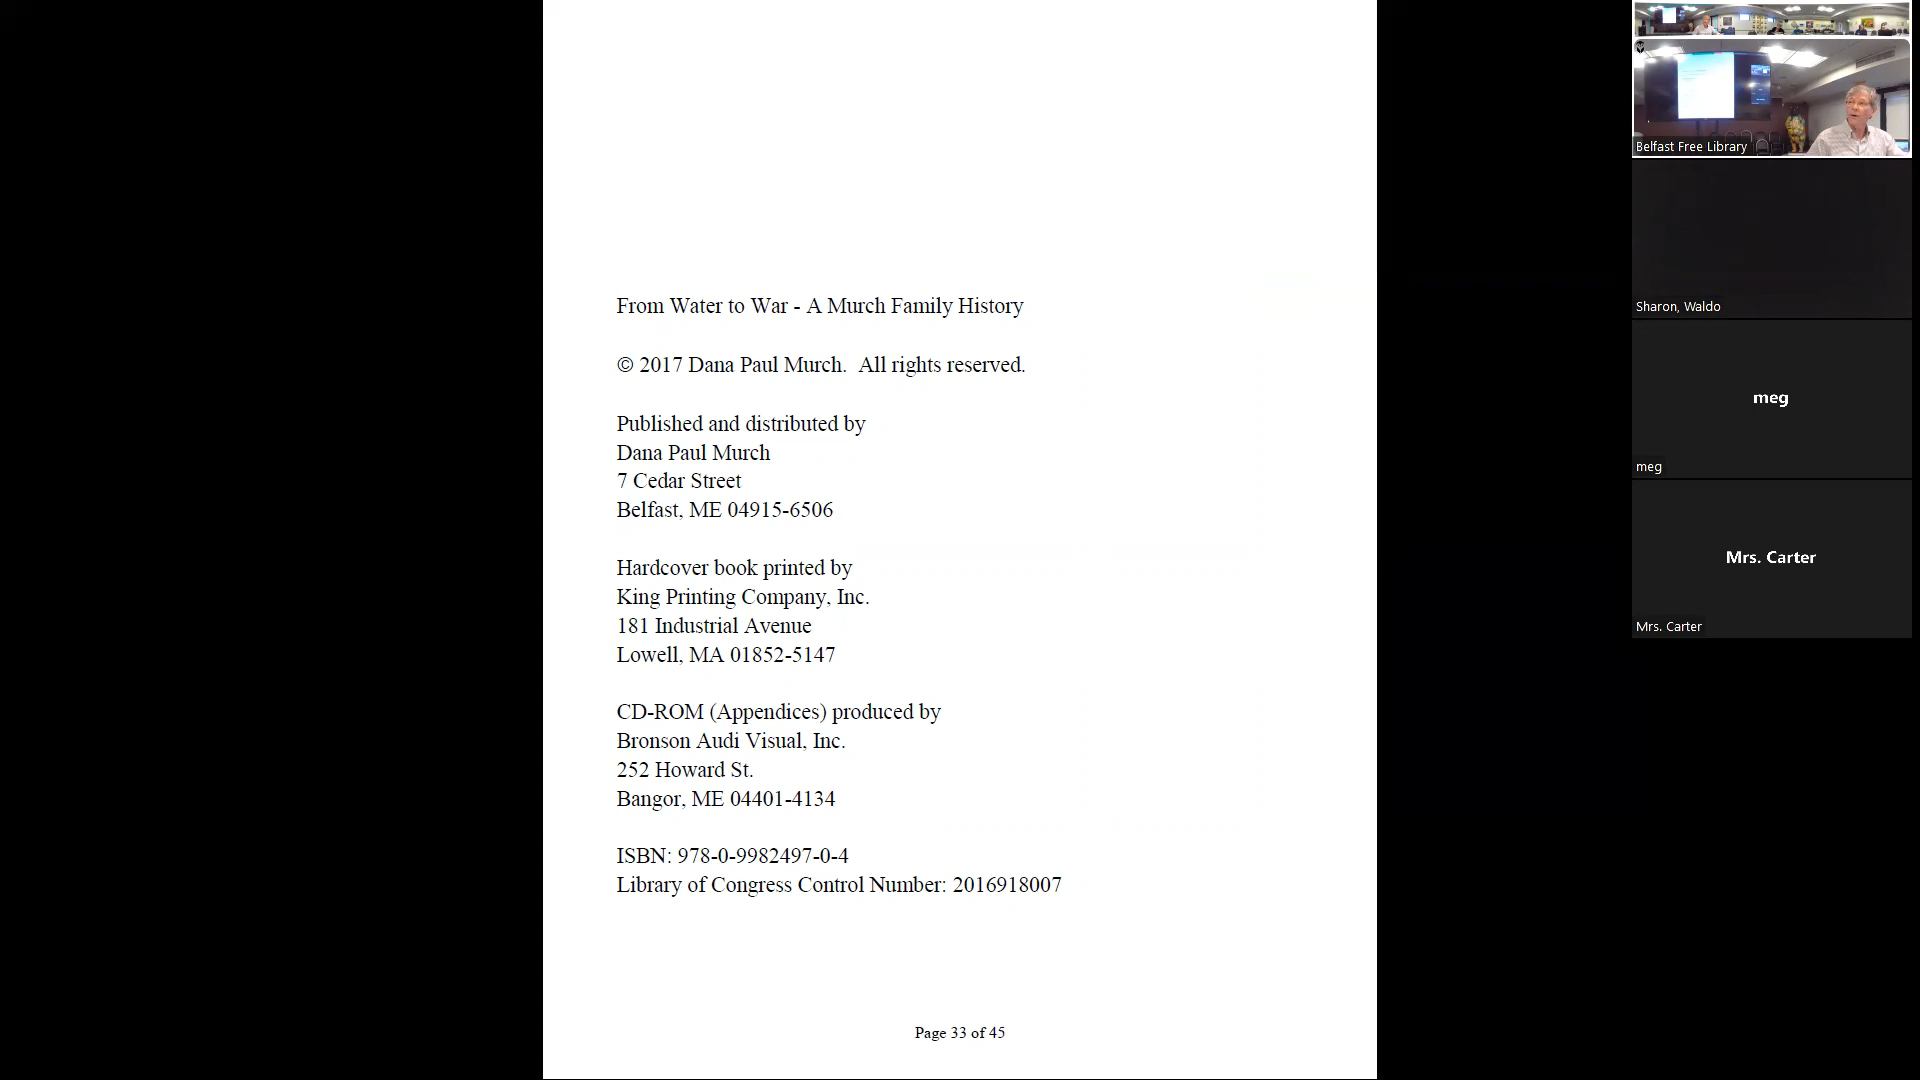 From Water to War - A Murch Family History
© 2017 Dana Paul Murch.  All rights reserved.
Published and distributed by
Dana Paul Murch
7 Cedar Street
Belfast, ME 04915-6506
Hardcover book printed by
King Printing Company, Inc.
181 Industrial Avenue
Lowell, MA 01852-5147
CD-ROM (Appendices) produced by
Bronson Audi Visual, Inc.
252 Howard St.
Bangor, ME 04401-4134
ISBN: 978-0-9982497-0-4
Library of Congress Control Number: 2016918007
Page 33 of 45
Belfast Free Library
Sharon, Waldo
meg
meg
Mrs. Carter
Mrs. Carter